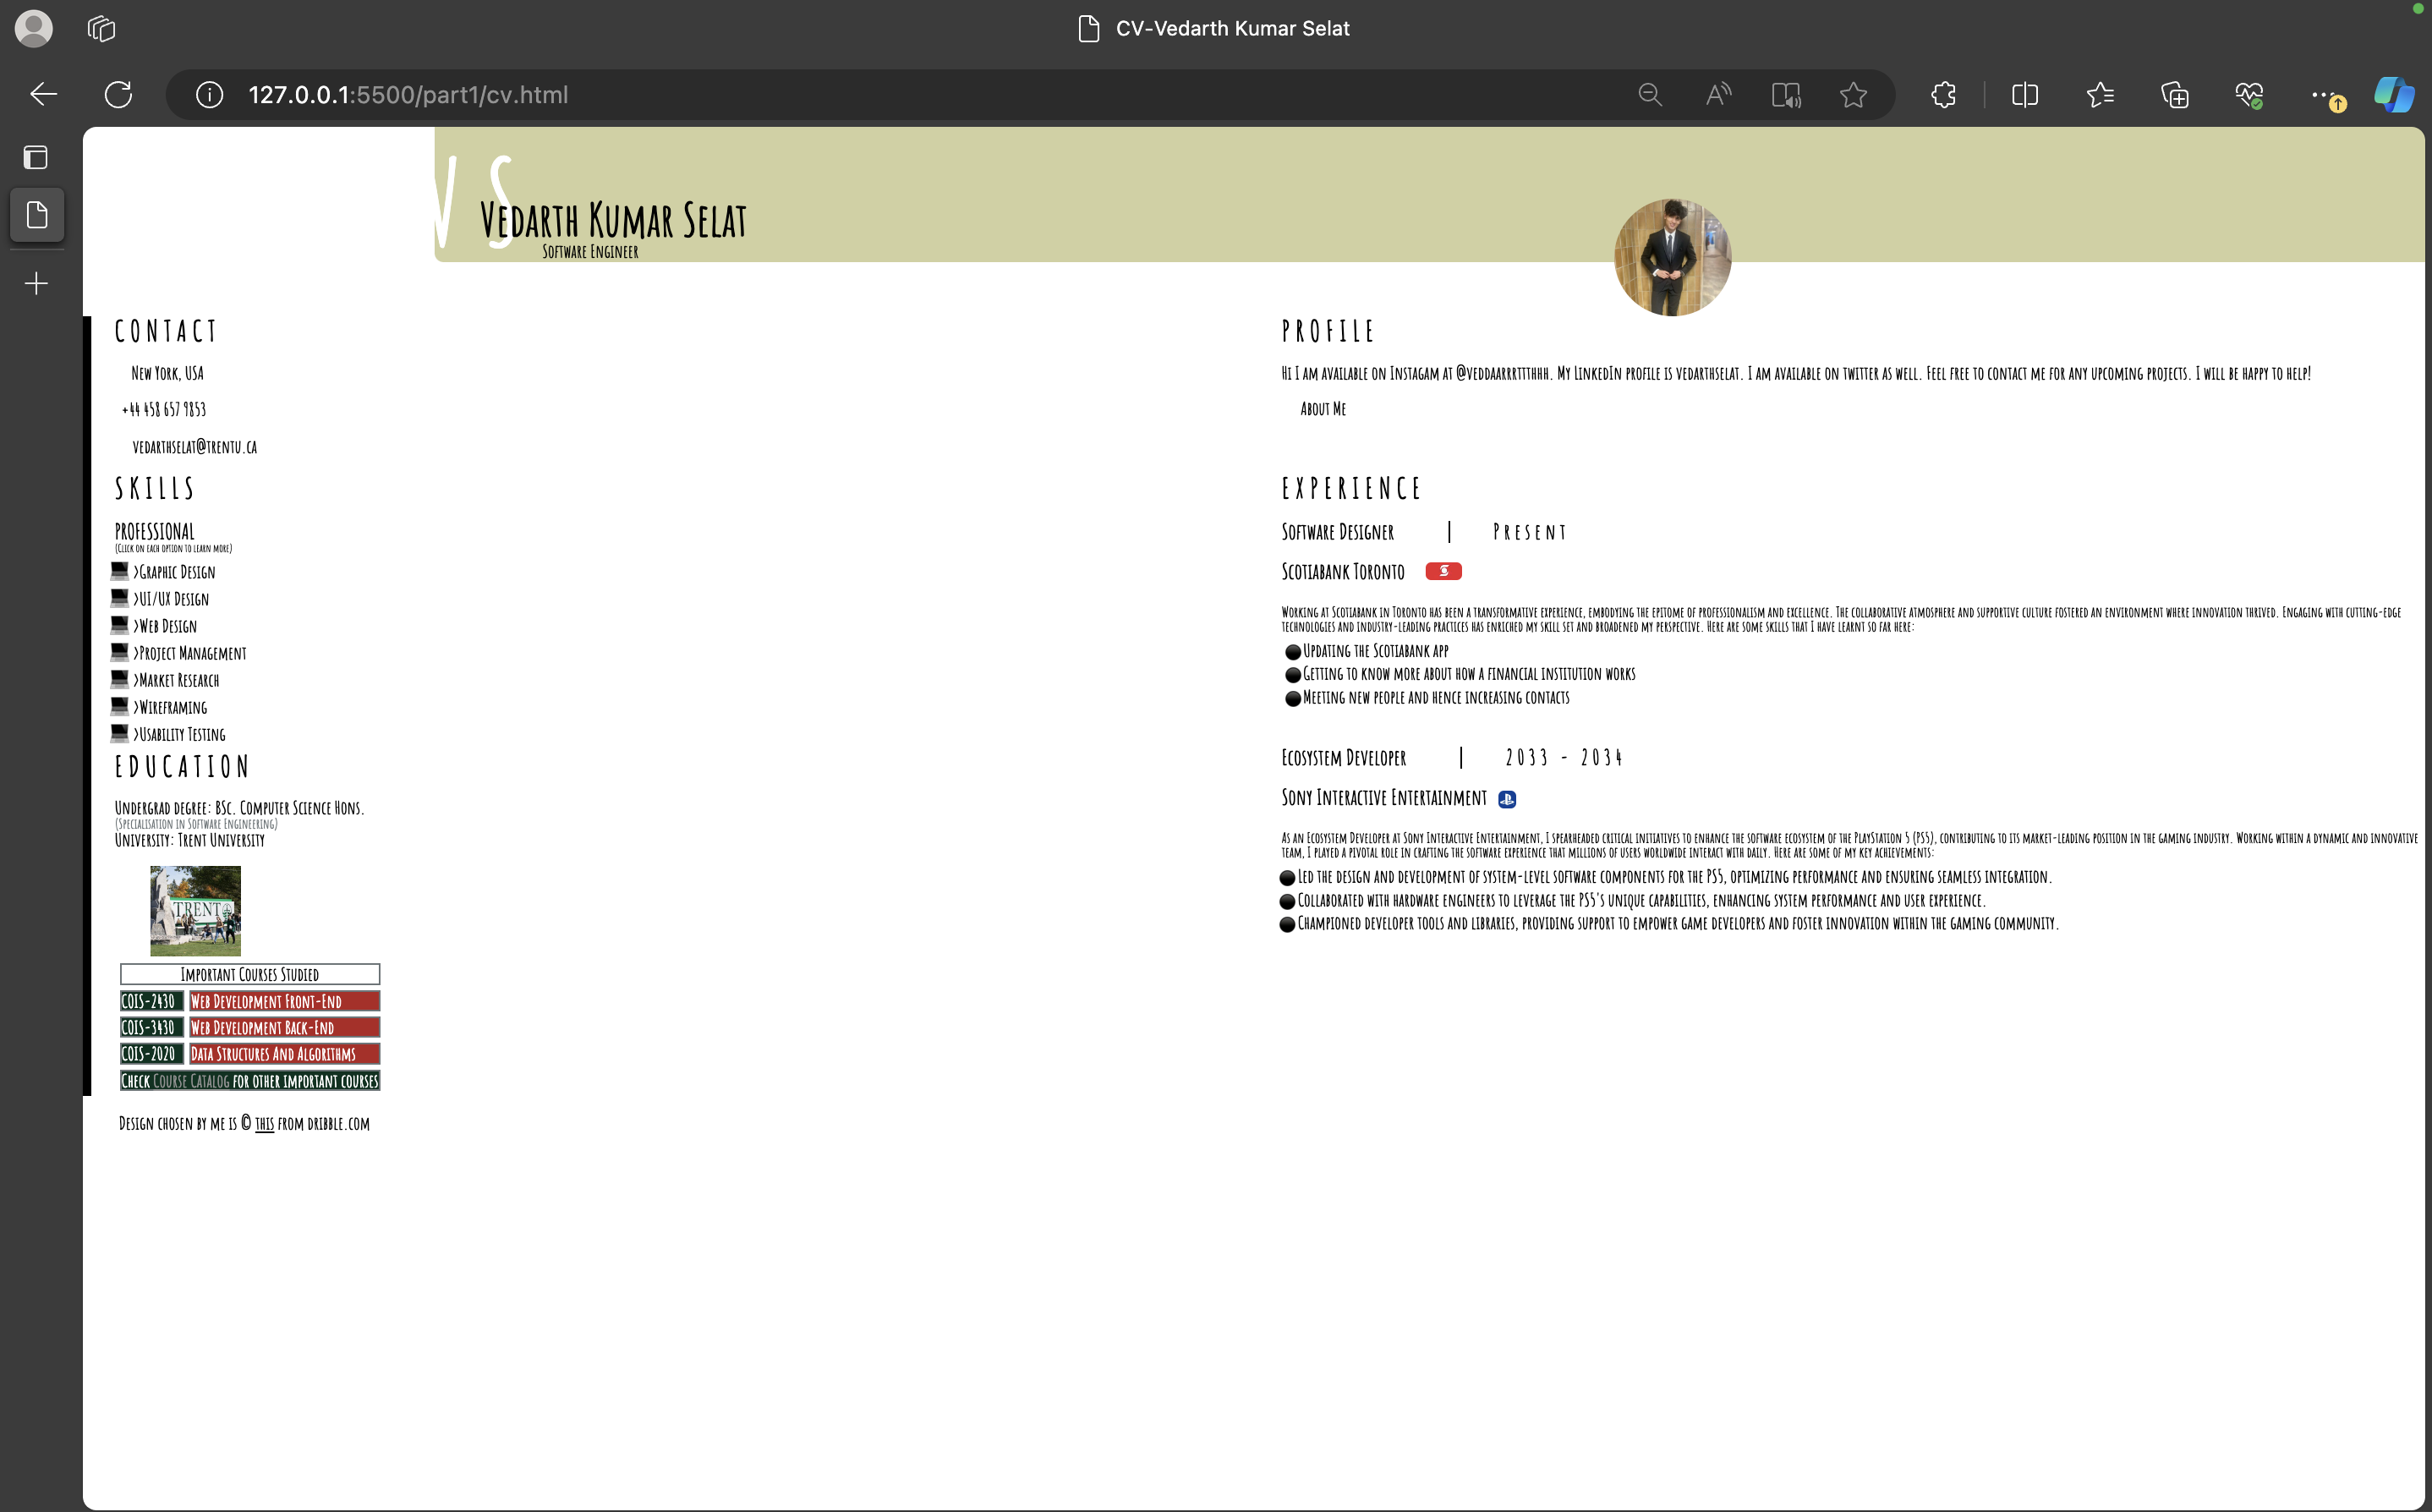 CV-Vedarth Kumar Selat
127.0.0.1:5500/part1/cv.html
V S
Vedarth Kumar Selat
Software Engineer
CONTACT
New York, USA
+44 458 657 9853
vedarthselat@trentu.ca
SKILLS
PROFESSIONAL
(Click on each option to learn more)
>Graphic Design
>UI/UX Design
>Web Design
>Project Management
>Market Research
>Wireframing
>Usability Testing
EDUCATION
Undergrad degree: BSc. Computer Science Hons.
(Specialisation in Software Engineering)
University: Trent University
TRENT
Important Courses Studied
COIS-2430 Web Development Front-End
COIS-3430 Web Development Back-End
COIS-2020 Data Structures And Algorithms
Check Course Catalog for other important courses
Design chosen by me is © this from dribble.com
PROFILE
Hi I am available on Instagam at @veddaarrrttthhh. My LinkedIn profile is vedarthselat. I am available on twitter as well. Feel free to contact me for any upcoming projects. I will be happy to help!
About Me
EXPERIENCE
Software Designer | Present
Scotiabank Toronto
Working at Scotiabank in Toronto has been a transformative experience, embodying the epitome of professionalism and excellence. The collaborative atmosphere and supportive culture fostered an environment where innovation thrived. Engaging with cutting-edge
technologies and industry-leading practices has enriched my skill set and broadened my perspective. Here are some skills that I have learnt so far here:
Updating the Scotiabank app
Getting to know more about how a financial institution works
Meeting new people and hence increasing contacts
Ecosystem Developer | 2033 - 2034
Sony Interactive Entertainment
As an Ecosystem Developer at Sony Interactive Entertainment, I spearheaded critical initiatives to enhance the software ecosystem of the PlayStation 5 (PS5), contributing to its market-leading position in the gaming industry. Working within a dynamic and innovative
team, I played a pivotal role in crafting the software experience that millions of users worldwide interact with daily. Here are some of my key achievements:
Led the design and development of system-level software components for the PS5, optimizing performance and ensuring seamless integration.
Collaborated with hardware engineers to leverage the PS5's unique capabilities, enhancing system performance and user experience.
Championed developer tools and libraries, providing support to empower game developers and foster innovation within the gaming community.